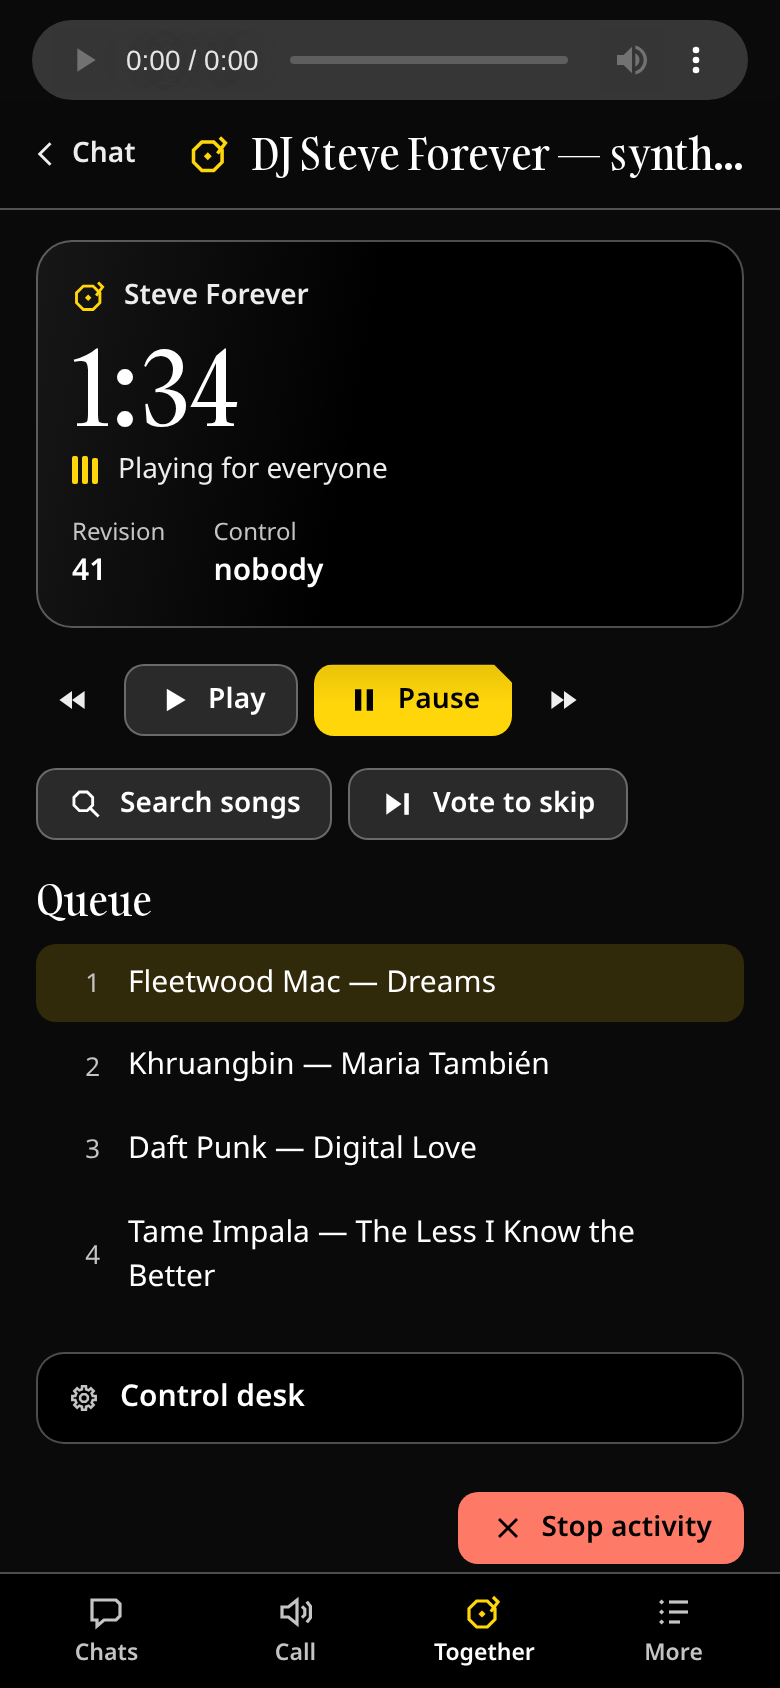 0:00 / 0:00
Chat
DJ Steve Forever — synth...
Steve Forever
1:34
Playing for everyone
Revision
Control
41
nobody
Play
Pause
Search songs
Vote to skip
Queue
1 Fleetwood Mac — Dreams
2 Khruangbin — Maria También
3 Daft Punk — Digital Love
4 Tame Impala — The Less I Know the
Better
Control desk
Stop activity
Chats
Call
Together
More